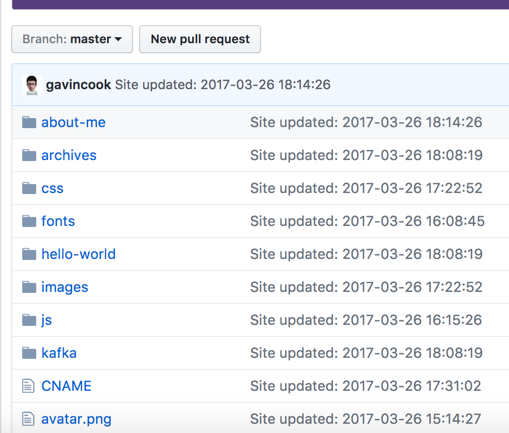 Branch: master New pull request
gavincook Site updated: 2017-03-26 18:14:26
about-me Site updated: 2017-03-26 18:14:26
archives Site updated: 2017-03-26 18:08:19
css Site updated: 2017-03-26 17:22:52
fonts Site updated: 2017-03-26 16:08:45
hello-world Site updated: 2017-03-26 18:08:19
images Site updated: 2017-03-26 17:22:52
js Site updated: 2017-03-26 16:15:26
kafka Site updated: 2017-03-26 18:08:19
CNAME Site updated: 2017-03-26 17:31:02
avatar.png Site updated: 2017-03-26 15:14:27